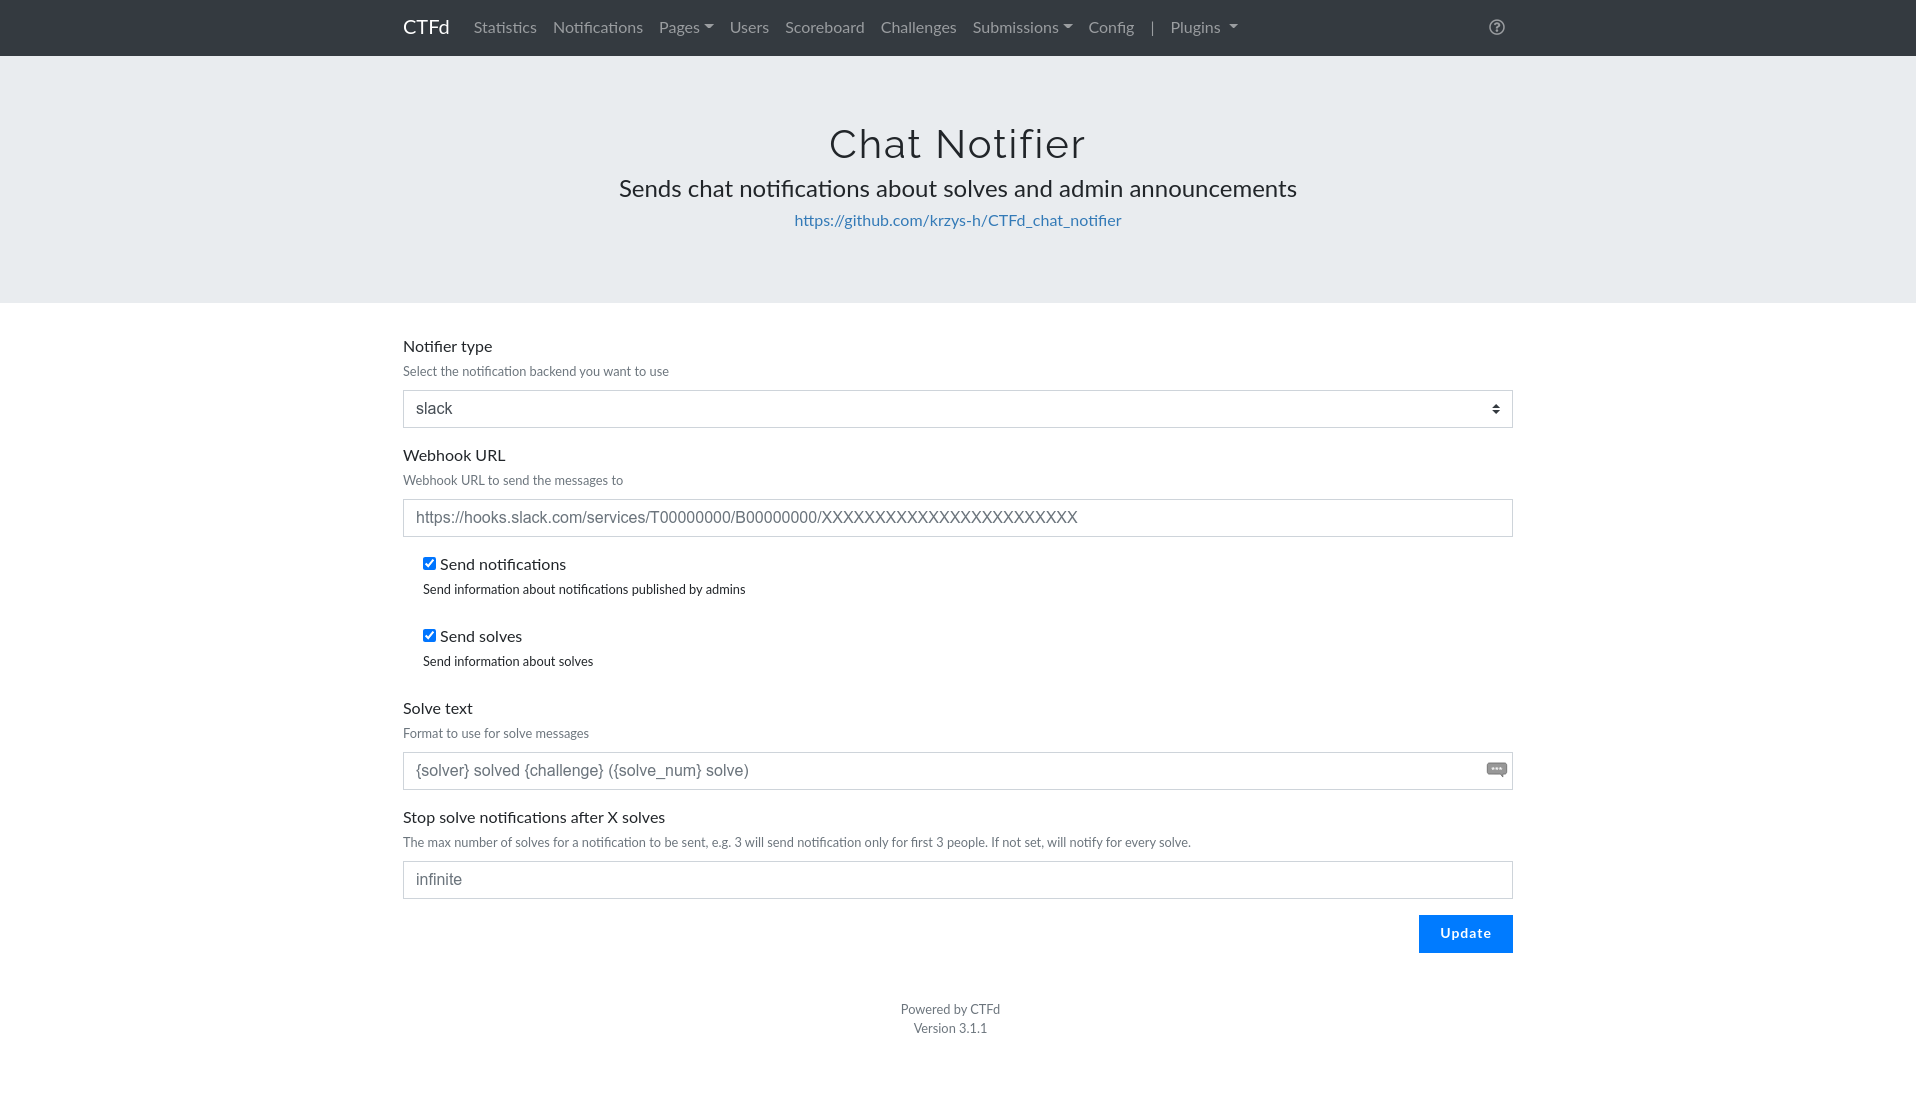 CTFd Statistics Notifications Pages Users Scoreboard Challenges Submissions Config | Plugins
Chat Notifier
Sends chat notifications about solves and admin announcements
https://github.com/krzys-h/CTFd_chat_notifier
Notifier type
Select the notification backend you want to use
slack
Webhook URL
Webhook URL to send the messages to
https://hooks.slack.com/services/T00000000/B00000000/XXXXXXXXXXXXXXXXXXXXXXXX
Send notifications
Send information about notifications published by admins
Send solves
Send information about solves
Solve text
Format to use for solve messages
{solver} solved {challenge} ({solve_num} solve)
Stop solve notifications after X solves
The max number of solves for a notification to be sent, e.g. 3 will send notification only for first 3 people. If not set, will notify for every solve.
infinite
Update
Powered by CTFd
Version 3.1.1